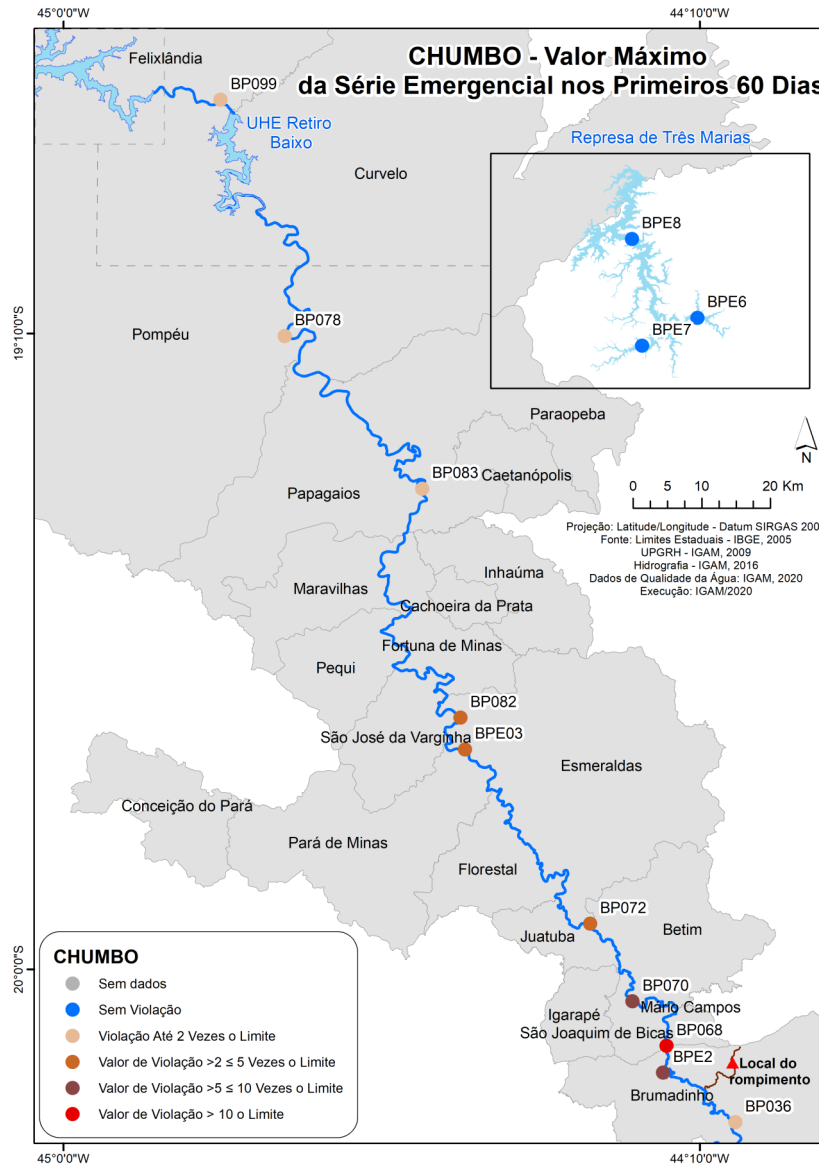 45°0'0"W
44°10'0"W
CHUMBO - Valor Máximo
da Série Emergencial nos Primeiros 60 Dias
Felixlândia
BP099
UHE Retiro
Baixo
Represa de Três Marias
Curvelo
BPE8
BPE6
BPE7
19°10'0"S
Pompéu
BP078
Paraopeba
N
BP083
Caetanópolis
Papagaios
0 5 10 20 Km
Projeção: Latitude/Longitude - Datum SIRGAS 200
Fonte: Limites Estaduais - IBGE, 2005
UPGRH - IGAM, 2009
Hidrografia - IGAM, 2016
Dados de Qualidade da Água: IGAM, 2020
Execução: IGAM/2020
Inhaúma
Maravilhas
Cachoeira da Prata
Fortuna de Minas
Pequi
BP082
São José da Varginha
BPE03
Esmeraldas
Conceição do Pará
Pará de Minas
Florestal
BP072
Juatuba
Betim
20°0'0"S
BP070
Mário Campos
Igarapé
São Joaquim de Bicas
BP068
BPE2
Local do
rompimento
Brumadinho
BP036
CHUMBO
Sem dados
Sem Violação
Violação Até 2 Vezes o Limite
Valor de Violação >2 ≤ 5 Vezes o Limite
Valor de Violação >5 ≤ 10 Vezes o Limite
Valor de Violação > 10 o Limite
45°0'0"W
44°10'0"W